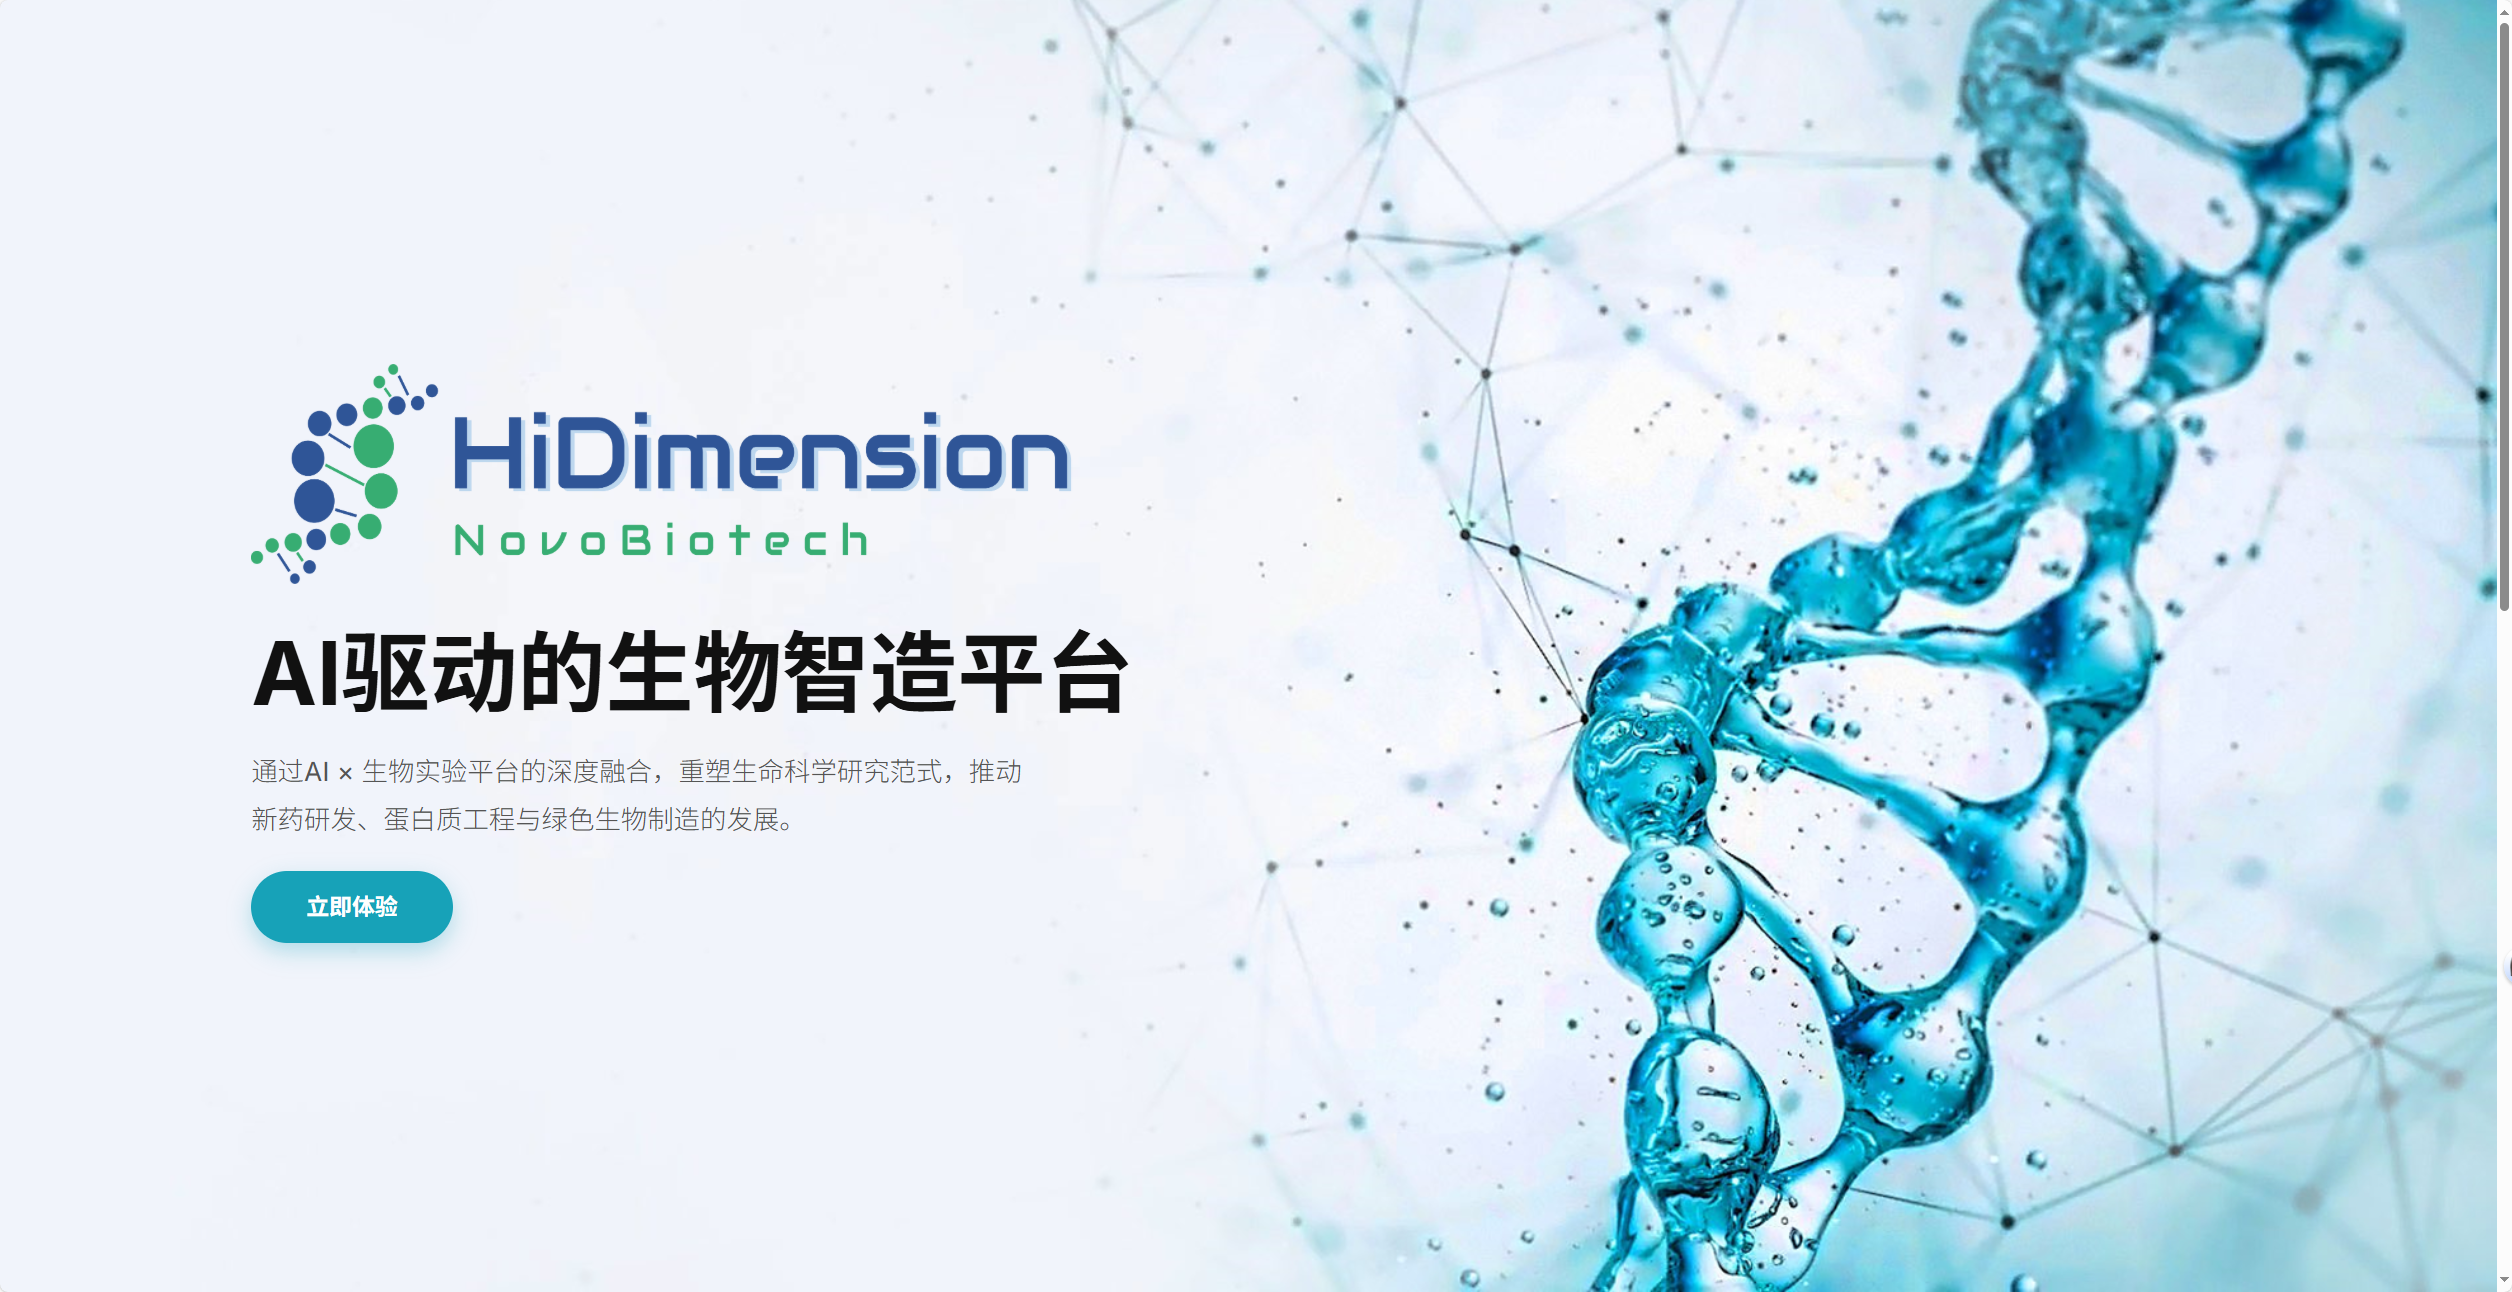 HiDimension
NovoBiotech
AI驱动的生物智造平台
通过AI × 生物实验平台的深度融合，重塑生命科学研究范式，推动
新药研发、蛋白质工程与绿色生物制造的发展。
立即体验